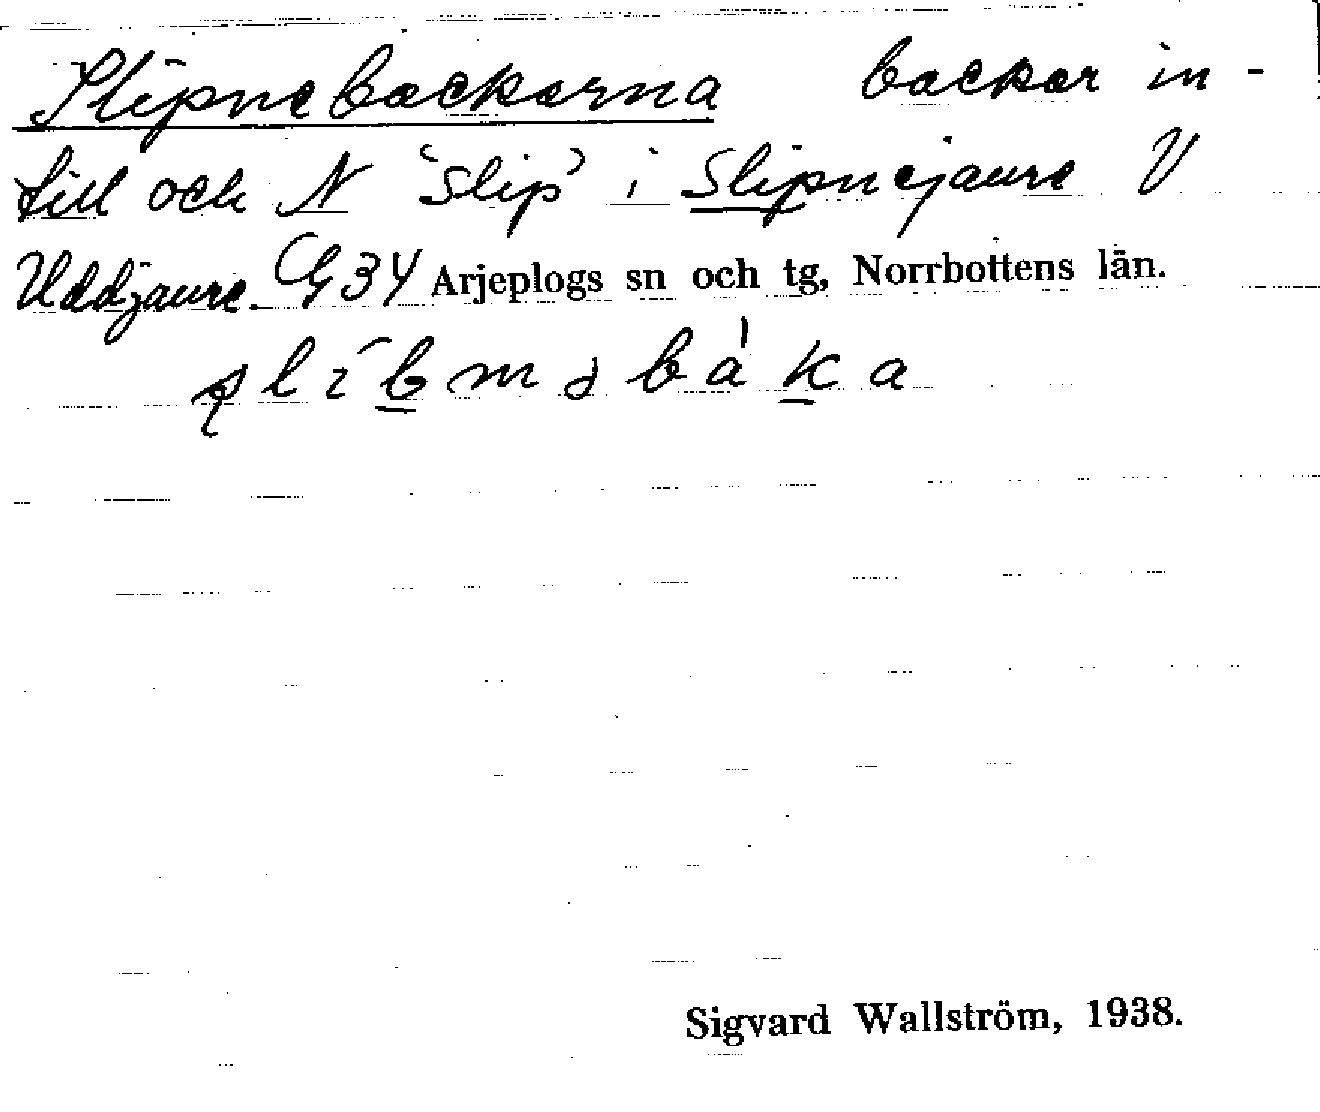 Slipnebackarna backar in-
till och N 'Slip' i Slipnejaure V
Uddjaure. G34 Arjeplogs sn och tg, Norrbottens län.
Sigvard Wallström, 1938.